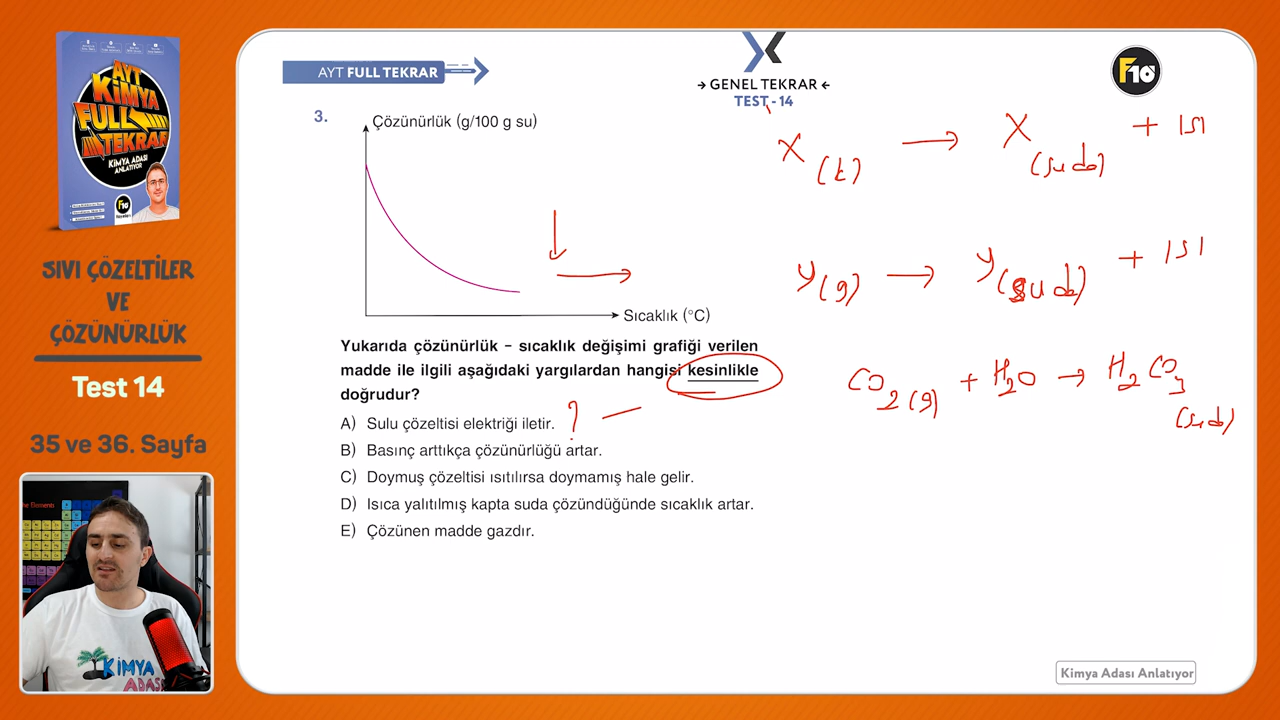 AYT
KİMYA
FULL
TEKRAR
KİMYA ADASI
ANLATIYOR
SIVI ÇÖZELTİLER
VE
ÇÖZÜNÜRLÜK
Test 14
35 ve 36. Sayfa
KİMYA
ADASI
AYT FULL TEKRAR
GENEL TEKRAR
TEST - 14
F10
3.
Çözünürlük (g/100 g su)
Sıcaklık (°C)
Yukarıda çözünürlük – sıcaklık değişimi grafiği verilen
madde ile ilgili aşağıdaki yargılardan hangisi kesinlikle
doğrudur?
A) Sulu çözeltisi elektriği iletir. ? —
B) Basınç arttıkça çözünürlüğü artar.
C) Doymuş çözeltisi ısıtılırsa doymamış hale gelir.
D) Isıca yalıtılmış kapta suda çözündüğünde sıcaklık artar.
E) Çözünen madde gazdır.
X(k) → X(suda) + ısı
Y(g) → Y(suda) + ısı
CO2(g) + H2O → H2CO3(suda)
Kimya Adası Anlatıyor